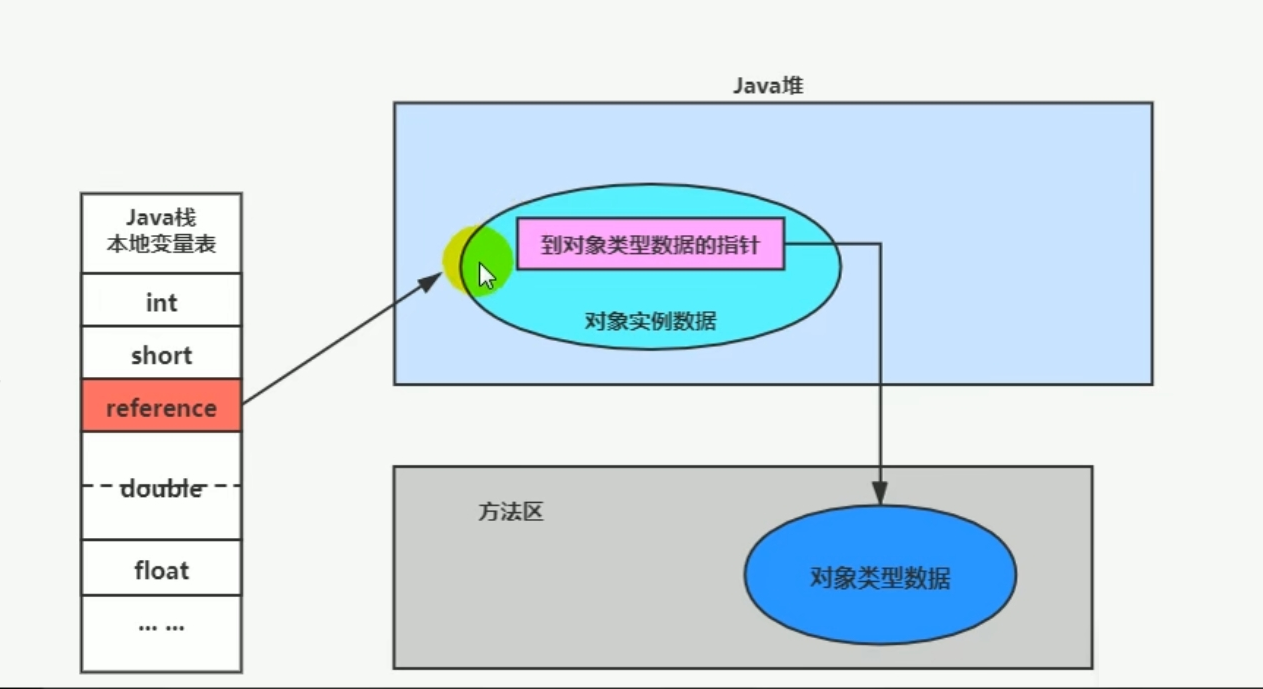 Java堆
Java栈
本地变量表
int
short
reference
double
float
... ...
到对象类型数据的指针
对象实例数据
方法区
对象类型数据